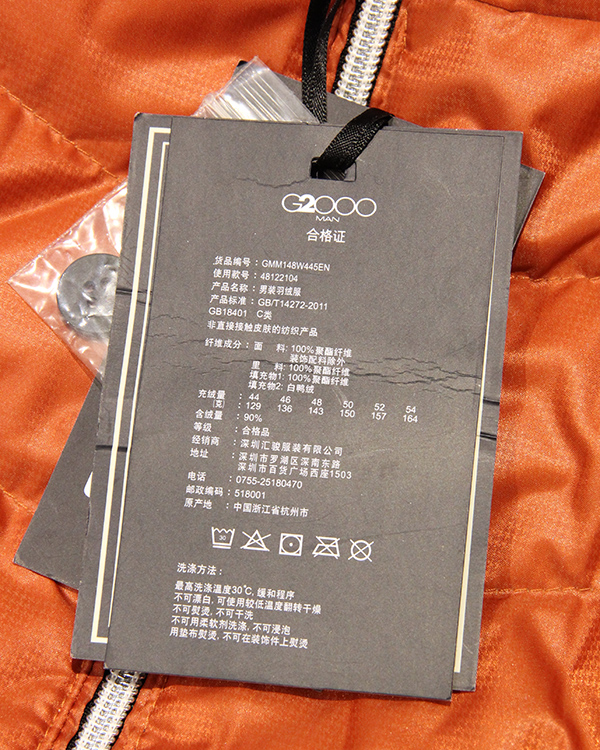 G2000
MAN
合格证
货品编号：GMM148W445EN
使用款号：48122104
产品名称：男装羽绒服
产品标准：GB/T14272-2011
GB18401 C类
非直接接触皮肤的纺织产品
纤维成分：面 料: 100%聚酯纤维
装饰配料除外
里 料: 100%聚酯纤维
填充物1: 100%聚酯纤维
填充物2: 白鸭绒
充绒量：44 46 48 50 52 54
(克)：129 136 143 150 157 164
含绒量：90%
等级：合格品
经销商：深圳汇骏服装有限公司
地址：深圳市罗湖区深南东路
深圳市百货广场西座1503
电话：0755-25180470
邮政编码：518001
原产地：中国浙江省杭州市
30
洗涤方法：
最高洗涤温度30℃, 缓和程序
不可漂白, 可使用较低温度翻转干燥
不可熨烫, 不可干洗
不可用柔软剂洗涤, 不可浸泡
用垫布熨烫, 不可在装饰件上熨烫